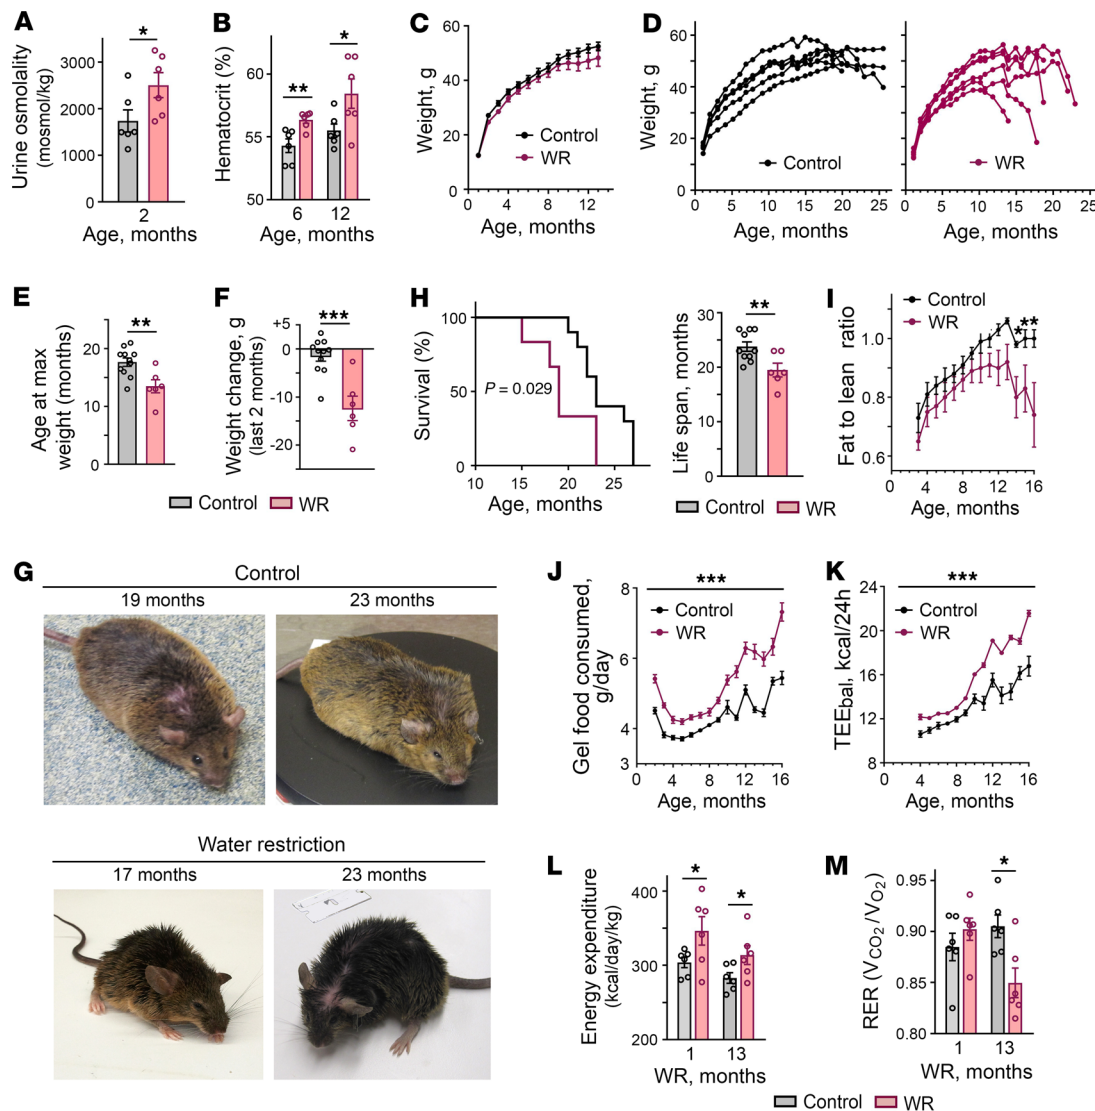 A
Urine osmolality
(mosmol/kg)
3000
2000
1000
0
*
2
Age, months
B
Hematocrit (%)
60
55
50
**
*
6 12
Age, months
C
Weight, g
60
40
20
0
Control
WR
0 4 8 12
Age, months
D
Weight, g
60
40
20
0
Control
0 5 10 15 20 25
Age, months
WR
0 5 10 15 20 25
Age, months
E
Age at max
weight (months)
20
10
0
**
F
Weight change, g
(last 2 months)
+5
0
-10
-20
***
Control WR
H
Survival (%)
100
50
0
P = 0.029
10 15 20 25
Age, months
Life span, months
30
20
10
0
**
Control WR
I
Fat to lean ratio
1.0
0.8
0.6
Control
WR
*
**
0 4 8 12 16
Age, months
G
Control
19 months 23 months
Water restriction
17 months 23 months
J
Gel food consumed,
g/day
8
6
4
3
***
Control
WR
0 4 8 12 16
Age, months
K
TEEbal, kcal/24h
24
20
16
12
8
***
Control
WR
0 4 8 12 16
Age, months
L
Energy expenditure
(kcal/day/kg)
400
300
200
*
*
1 13
WR, months
M
RER (VCO2/VO2)
0.95
0.90
0.85
0.80
*
1 13
WR, months
Control WR